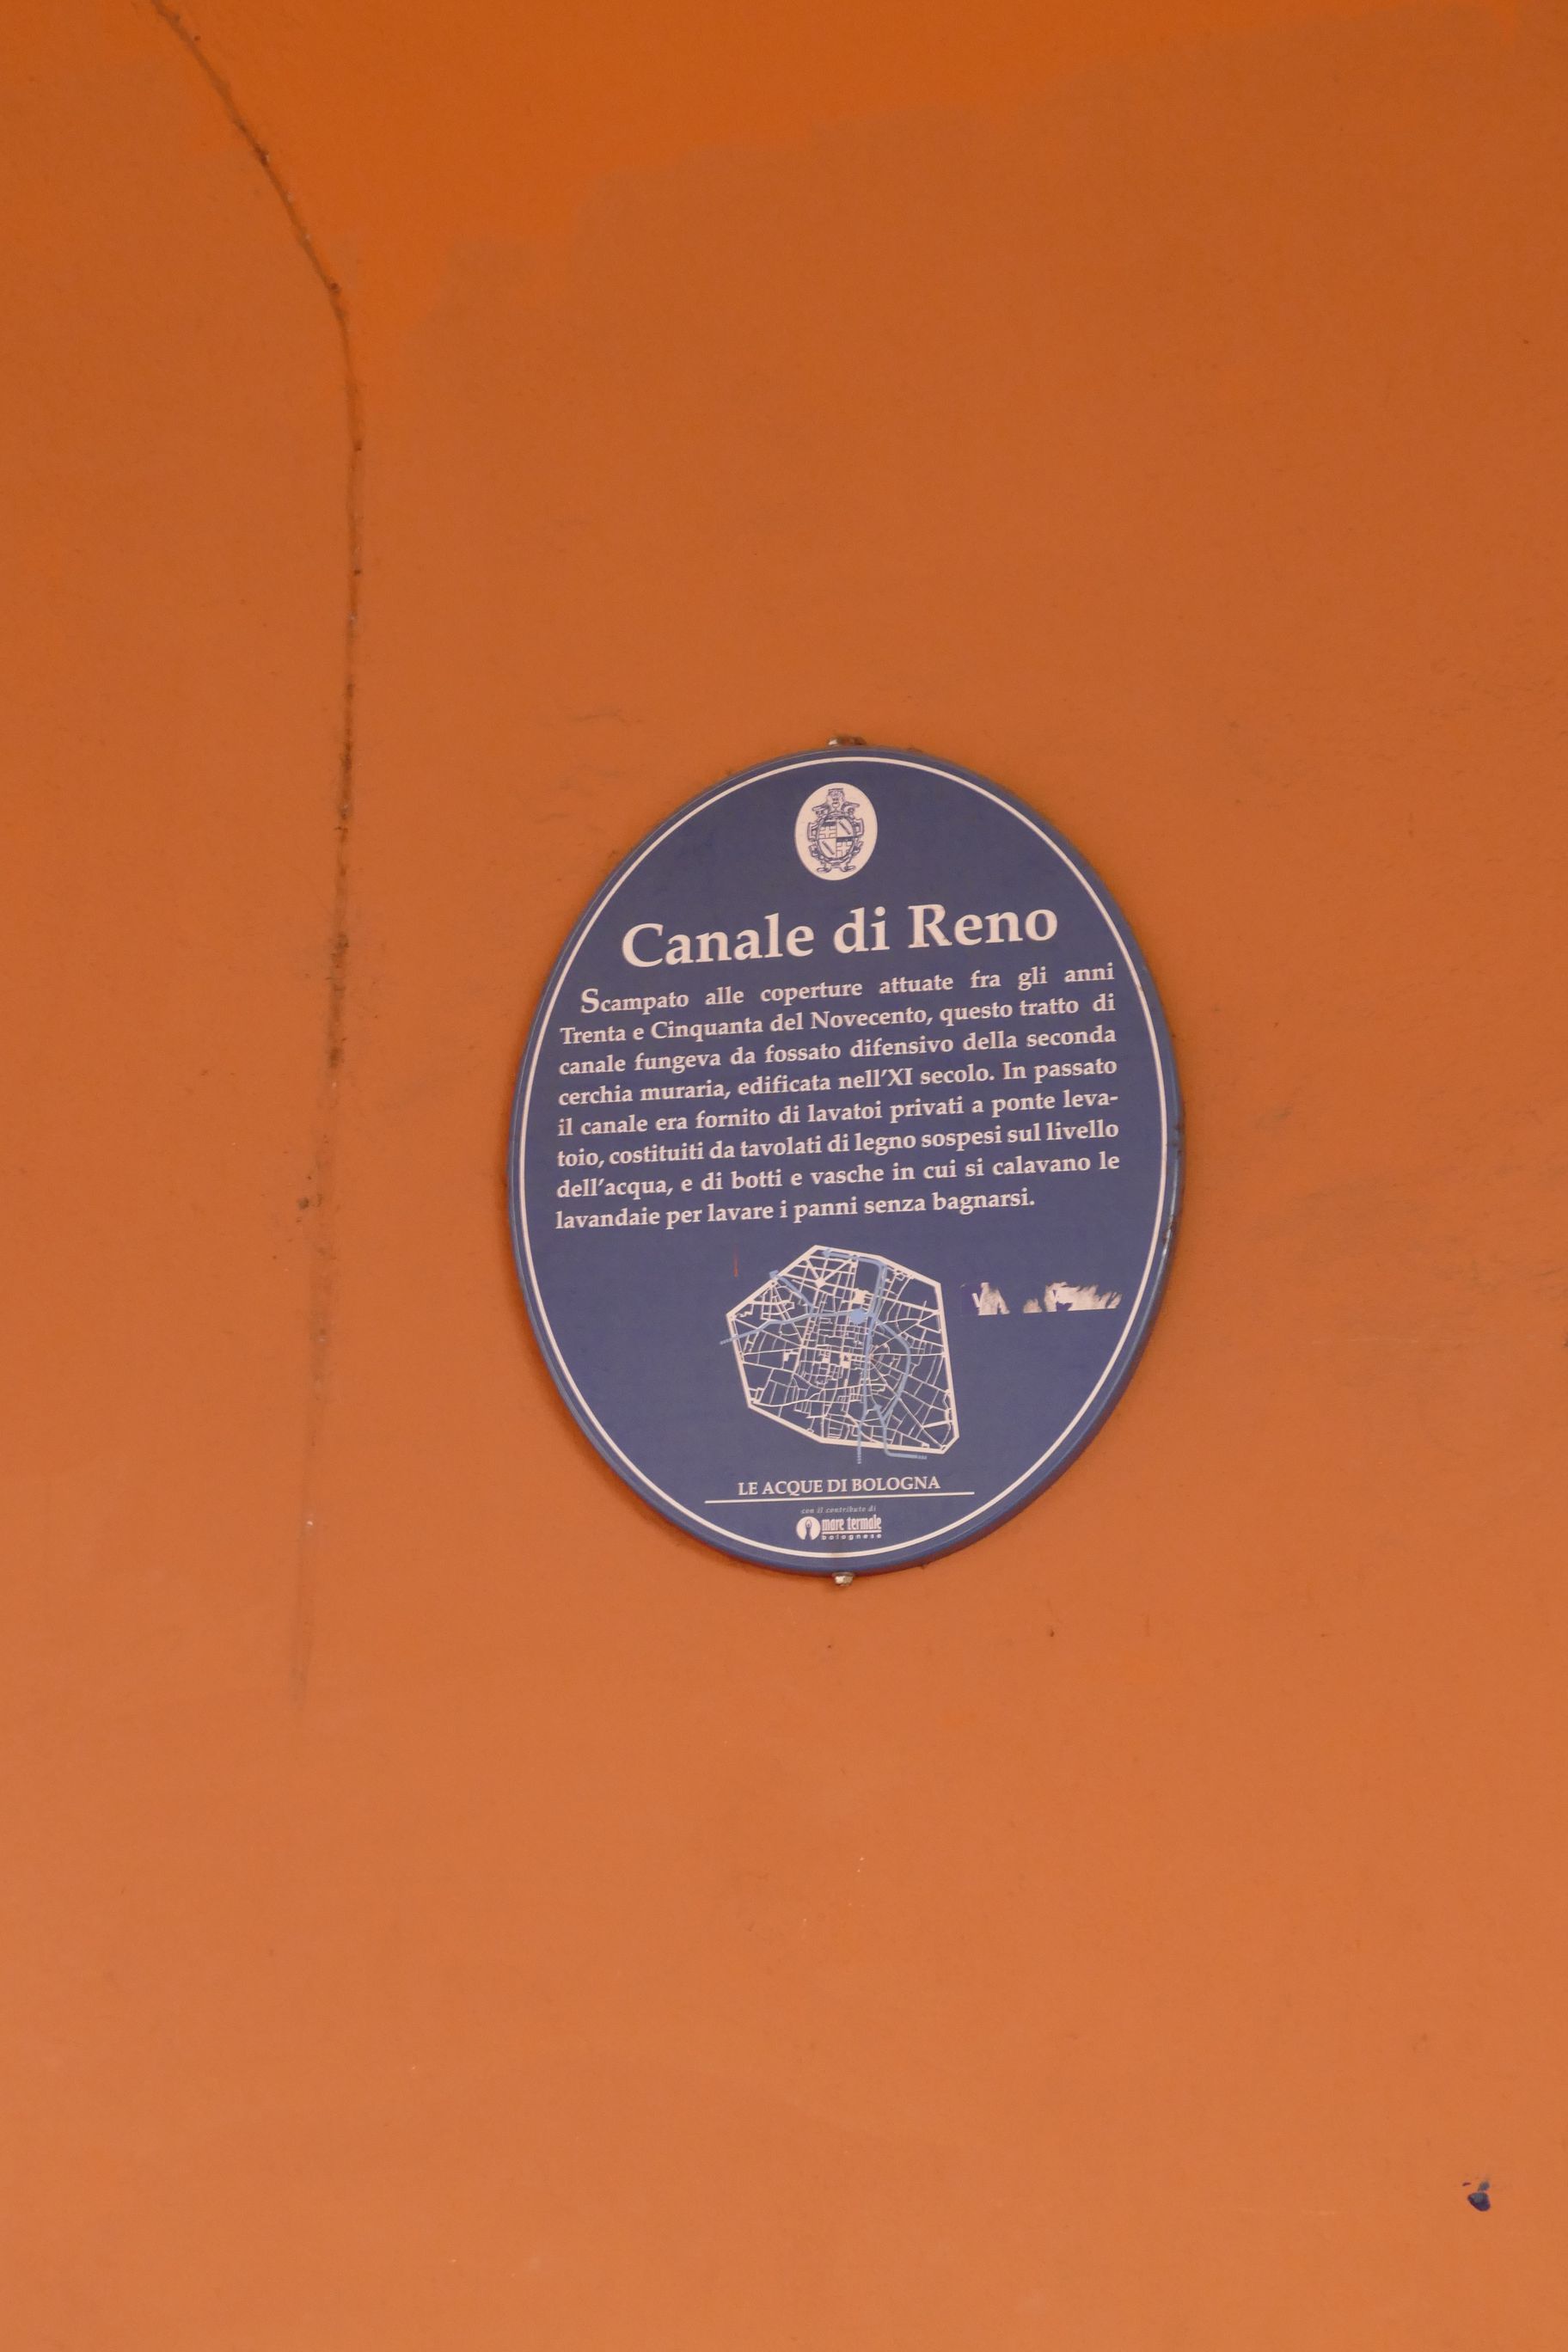 Canale di Reno
Scampato alle coperture attuate fra gli anni
Trenta e Cinquanta del Novecento, questo tratto di
canale fungeva da fossato difensivo della seconda
cerchia muraria, edificata nell'XI secolo. In passato
il canale era fornito di lavatoi privati a ponte leva-
toio, costituiti da tavolati di legno sospesi sul livello
dell'acqua, e di botti e vasche in cui si calavano le
lavandaie per lavare i panni senza bagnarsi.
LE ACQUE DI BOLOGNA
con il contributo di
mare termale
bolognese